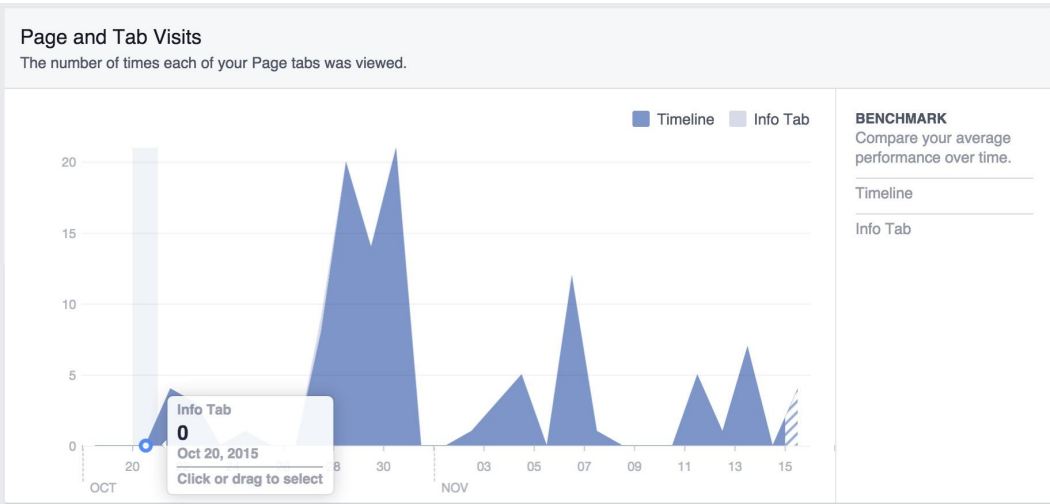 Page and Tab Visits
The number of times each of your Page tabs was viewed.
Timeline Info Tab
BENCHMARK
Compare your average
performance over time.
Timeline
Info Tab
20
15
10
5
0
Info Tab
0
Oct 20, 2015
Click or drag to select
20 8 30 03 05 07 09 11 13 15
OCT NOV